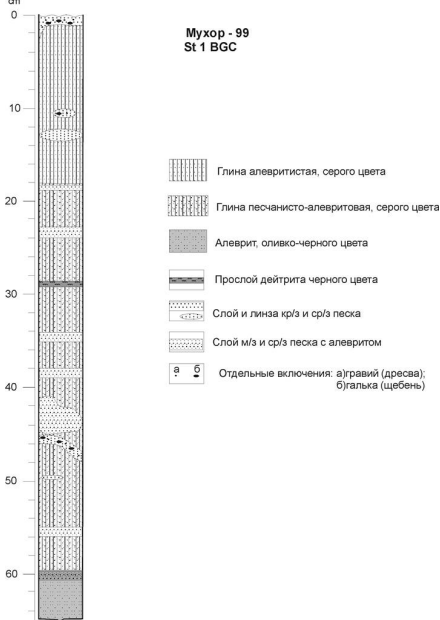 cm
Мухор - 99
St 1 BGC
0
10
20
30
40
50
60
Глина алевритистая, серого цвета
Глина песчанисто-алевритовая, серого цвета
Алеврит, оливко-черного цвета
Прослой дейтрита черного цвета
Слой и линза кр/з и ср/з песка
Слой м/з и ср/з песка с алевритом
а б
Отдельные включения: а)гравий (дресва);
б)галька (щебень)